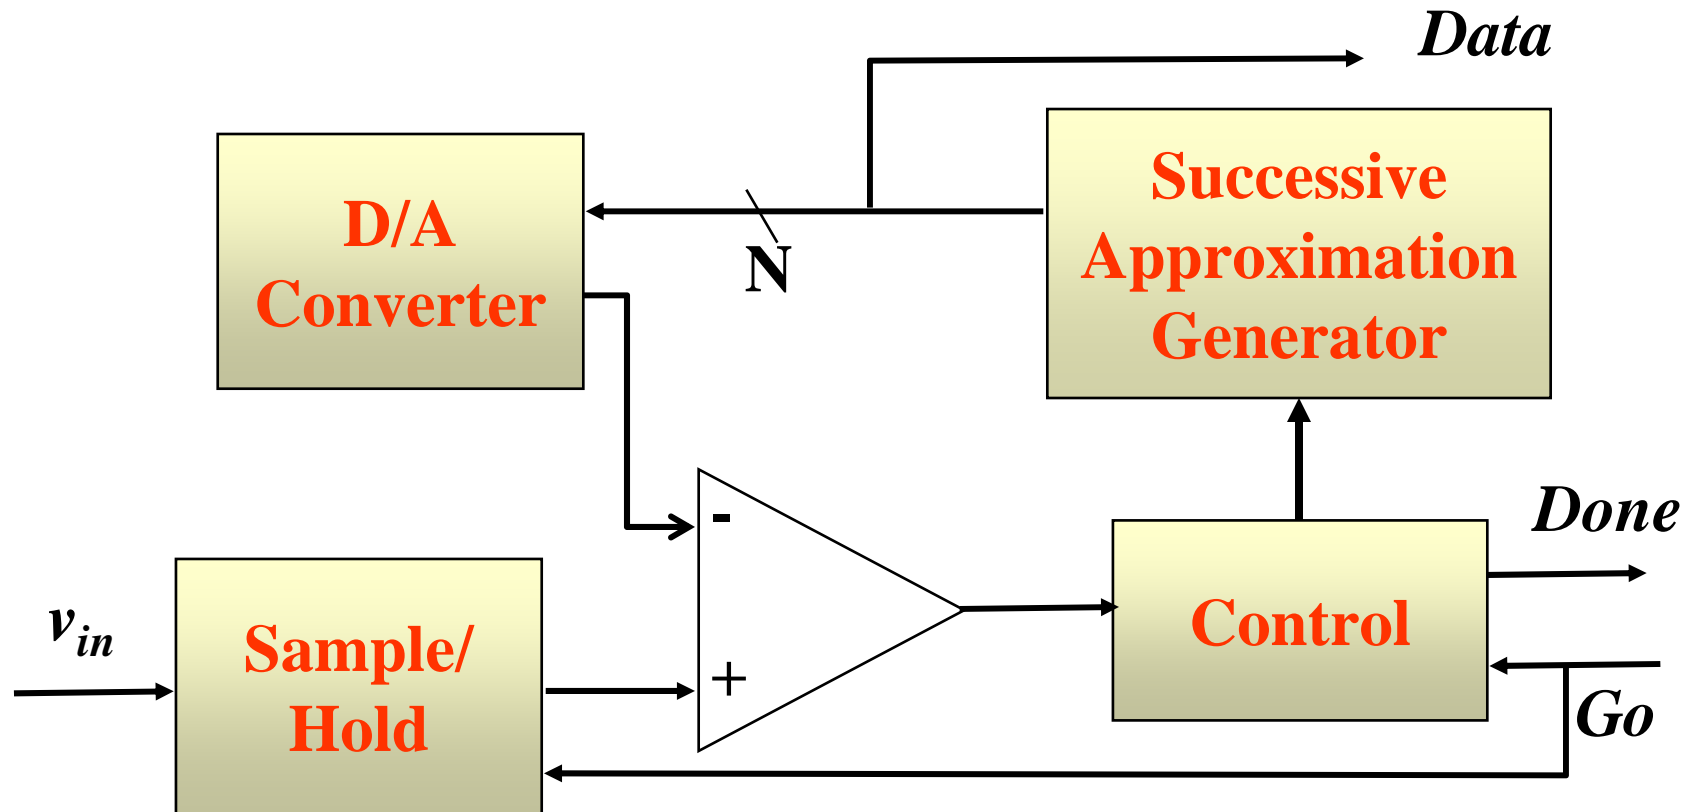 Data
D/A
Converter
N
Successive
Approximation
Generator
-
+
v_in
Sample/
Hold
Control
Done
Go